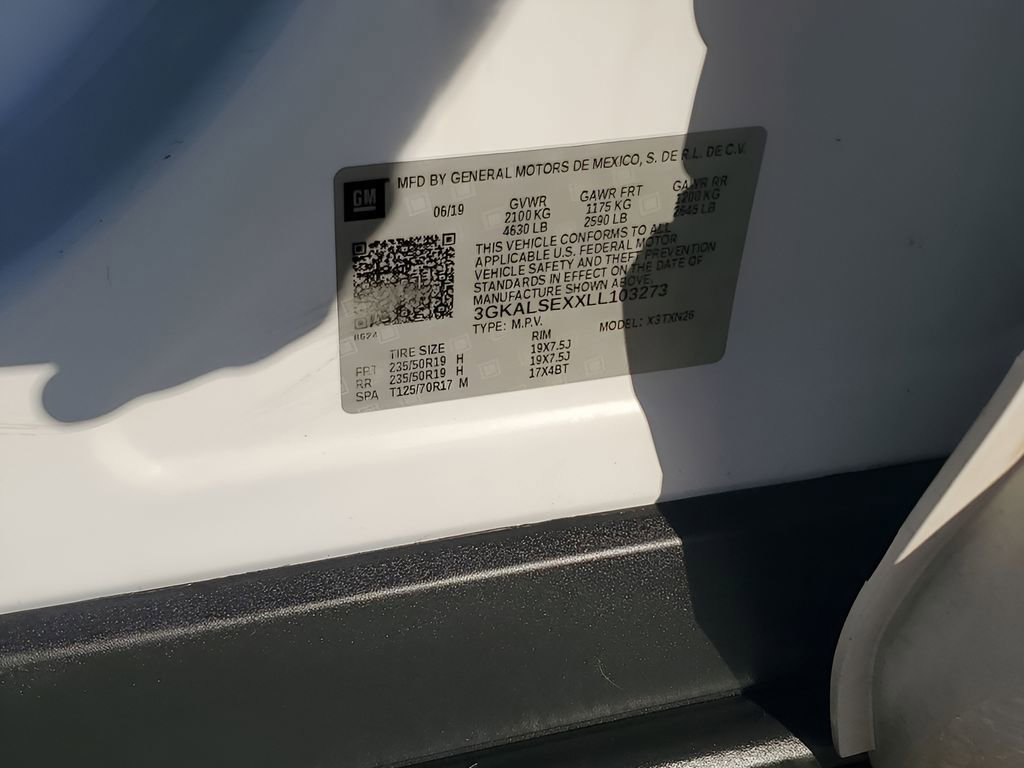 GM
MFD BY GENERAL MOTORS DE MEXICO, S. DE R.L. DE C.V.
06/19 GVWR GAWR FRT GAWR RR
2100 KG 1175 KG 1200 KG
4630 LB 2590 LB 2645 LB
THIS VEHICLE CONFORMS TO ALL
APPLICABLE U.S. FEDERAL MOTOR
VEHICLE SAFETY AND THEFT PREVENTION
STANDARDS IN EFFECT ON THE DATE OF
MANUFACTURE SHOWN ABOVE.
3GKALSEXXLL103273
TYPE: M.P.V. MODEL: X3TXN26
TIRE SIZE RIM
FRT 235/50R19 H 19X7.5J
RR 235/50R19 H 19X7.5J
SPA T125/70R17 M 17X4BT